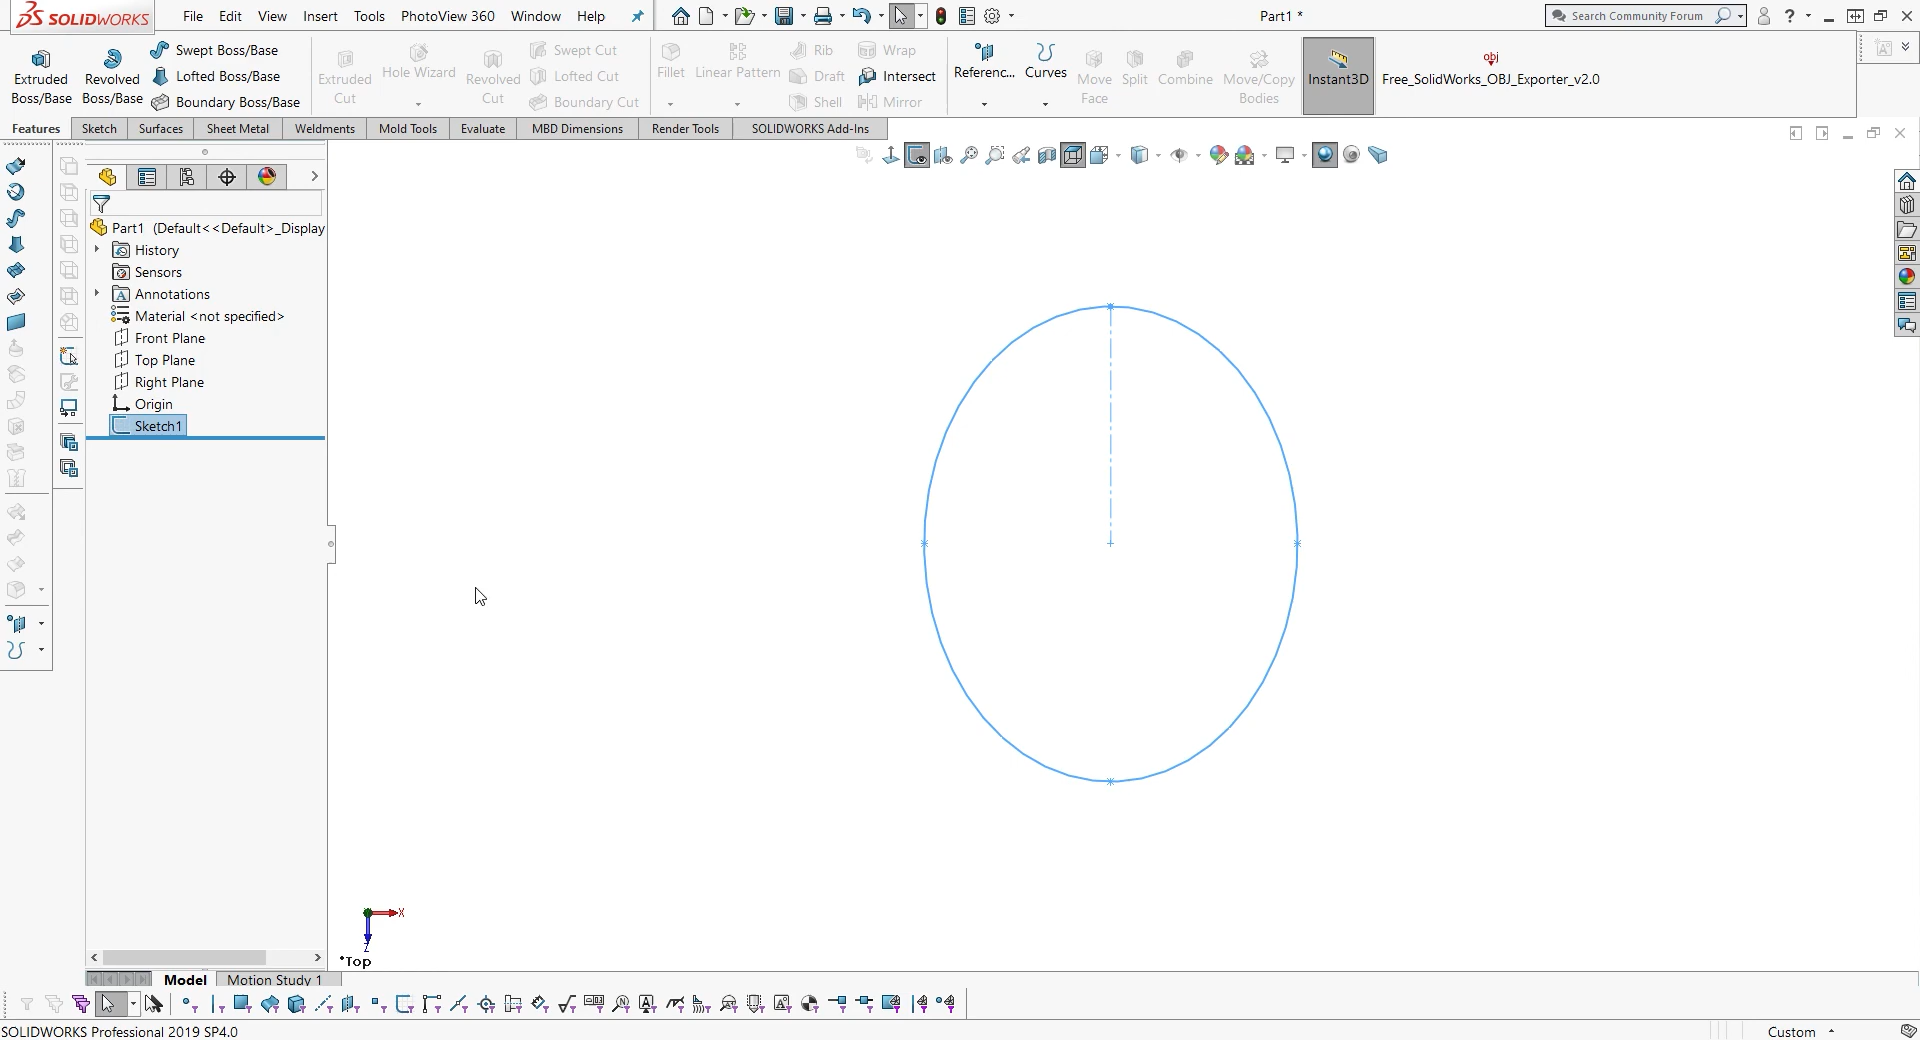 SOLIDWORKS
File Edit View Insert Tools PhotoView 360 Window Help
Part1 *
Search Community Forum
?
Extruded Boss/Base
Revolved Boss/Base
Swept Boss/Base
Lofted Boss/Base
Boundary Boss/Base
Extruded Cut
Hole Wizard
Revolved Cut
Swept Cut
Lofted Cut
Boundary Cut
Fillet
Linear Pattern
Rib
Draft
Shell
Wrap
Intersect
Mirror
Referenc...
Curves
Move Face
Split
Combine
Move/Copy Bodies
Instant3D
obj
Free_SolidWorks_OBJ_Exporter_v2.0
Features Sketch Surfaces Sheet Metal Weldments Mold Tools Evaluate MBD Dimensions Render Tools SOLIDWORKS Add-Ins
Part1 (Default<<Default>_Display
History
Sensors
Annotations
Material <not specified>
Front Plane
Top Plane
Right Plane
Origin
Sketch1
X
Z
*Top
Model Motion Study 1
SOLIDWORKS Professional 2019 SP4.0
Custom